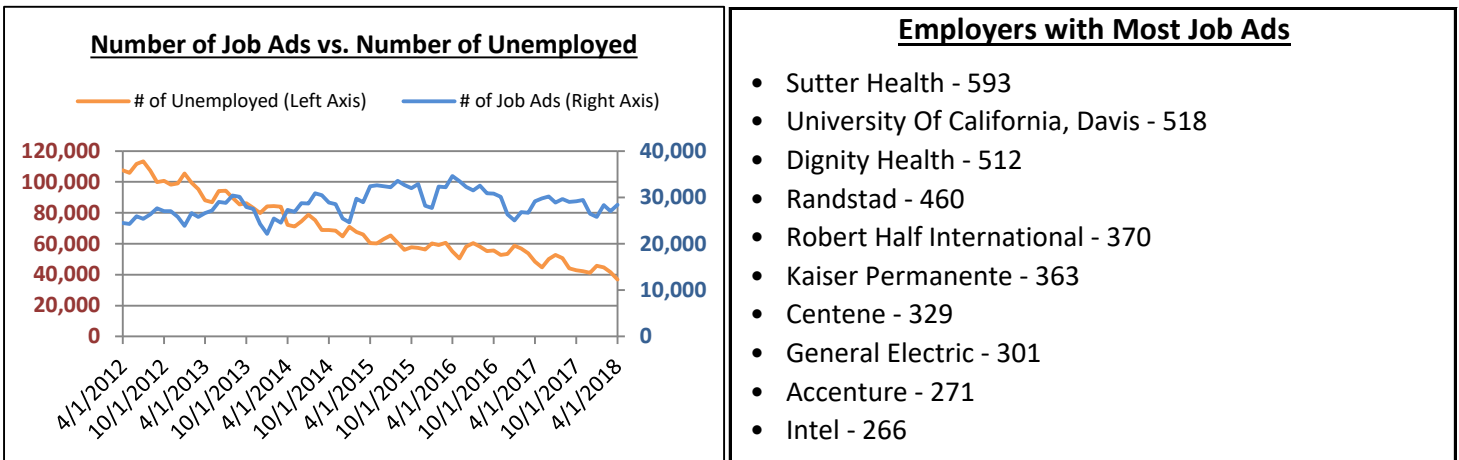 Number of Job Ads vs. Number of Unemployed
# of Unemployed (Left Axis)
# of Job Ads (Right Axis)
120,000
100,000
80,000
60,000
40,000
20,000
0
40,000
30,000
20,000
10,000
0
4/1/2012
10/1/2012
4/1/2013
10/1/2013
4/1/2014
10/1/2014
4/1/2015
10/1/2015
4/1/2016
10/1/2016
4/1/2017
10/1/2017
4/1/2018
Employers with Most Job Ads
• Sutter Health - 593
• University Of California, Davis - 518
• Dignity Health - 512
• Randstad - 460
• Robert Half International - 370
• Kaiser Permanente - 363
• Centene - 329
• General Electric - 301
• Accenture - 271
• Intel - 266